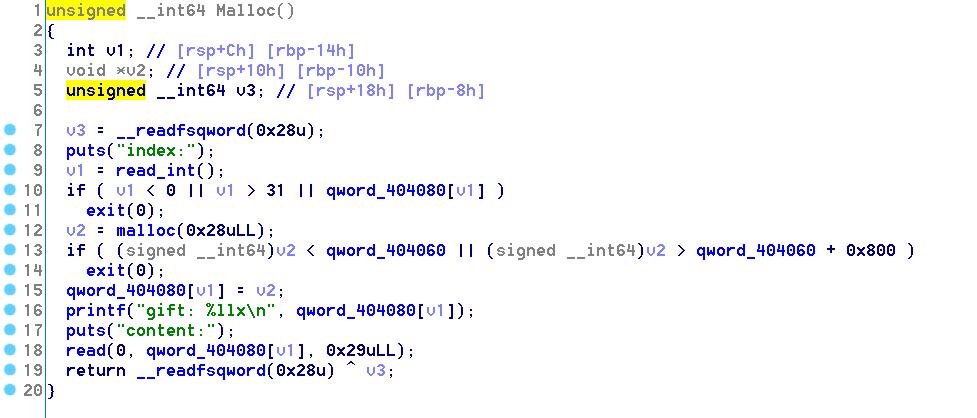 1 unsigned __int64 Malloc()
2 {
3   int v1; // [rsp+Ch] [rbp-14h]
4   void *v2; // [rsp+10h] [rbp-10h]
5   unsigned __int64 v3; // [rsp+18h] [rbp-8h]
6
7   v3 = __readfsqword(0x28u);
8   puts("index:");
9   v1 = read_int();
10   if ( v1 < 0 || v1 > 31 || qword_404080[v1] )
11     exit(0);
12   v2 = malloc(0x28uLL);
13   if ( (signed __int64)v2 < qword_404060 || (signed __int64)v2 > qword_404060 + 0x800 )
14     exit(0);
15   qword_404080[v1] = v2;
16   printf("gift: %llx\n", qword_404080[v1]);
17   puts("content:");
18   read(0, qword_404080[v1], 0x29uLL);
19   return __readfsqword(0x28u) ^ v3;
20 }